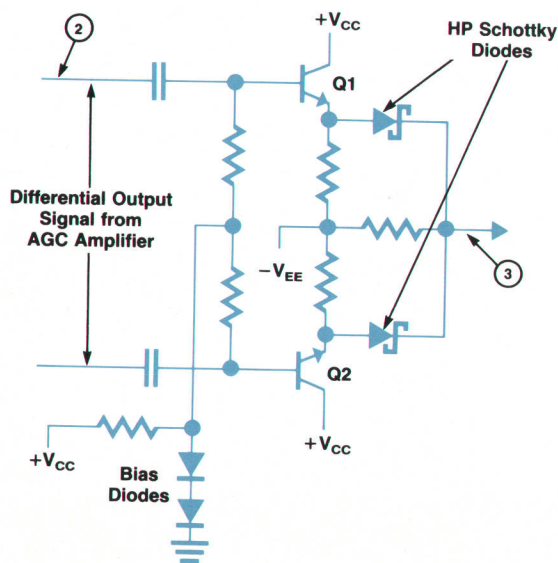 +VCC
2
HP Schottky
Diodes
Q1
Differential Output
Signal from
AGC Amplifier
−VEE
3
Q2
+VCC
+VCC
Bias
Diodes